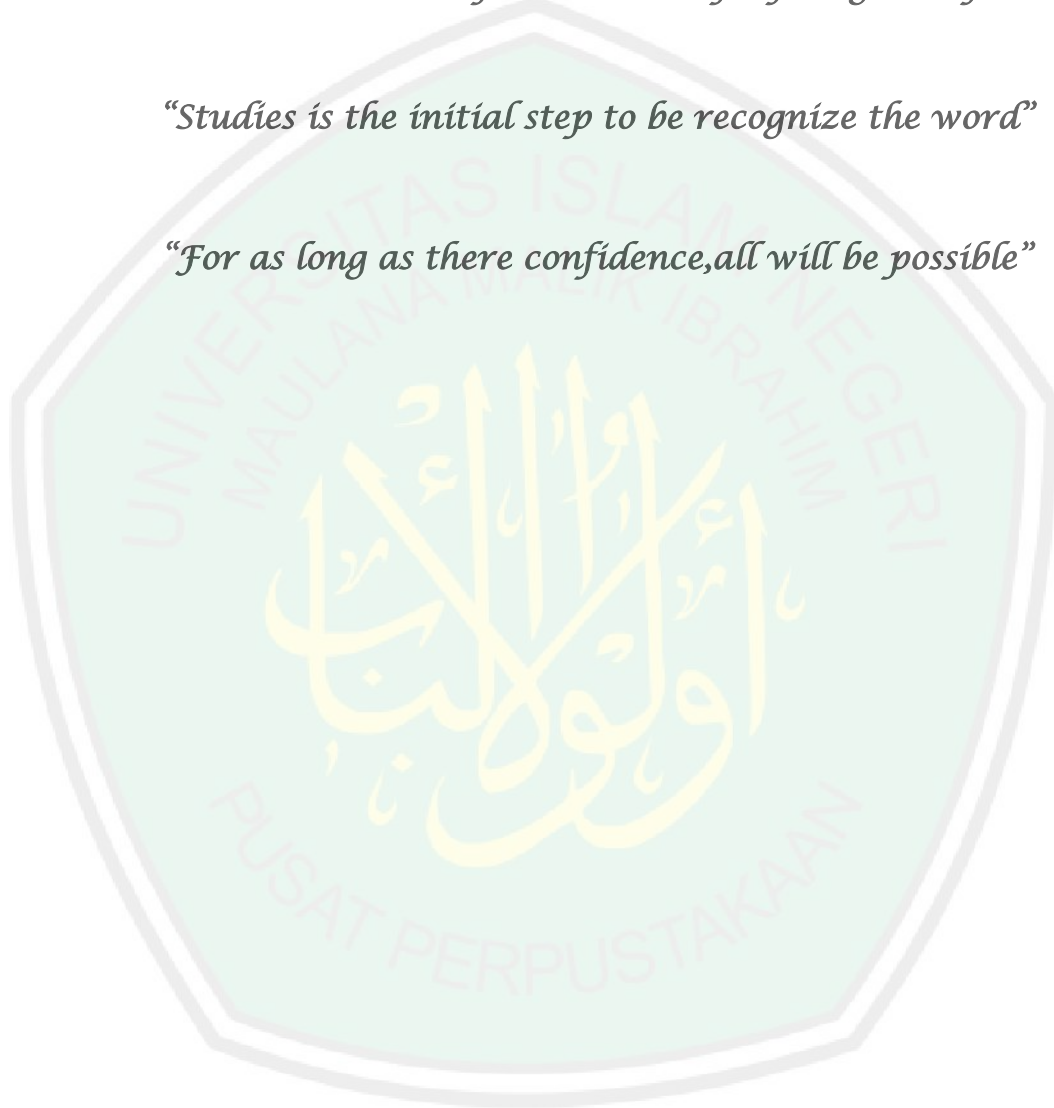 “Studies is the initial step to be recognize the word”
“For as long as there confidence,all will be possible”
UNIVERSITAS ISLAM NEGERI
MAULANA MALIK IBRAHIM
PUSAT PERPUSTAKAAN